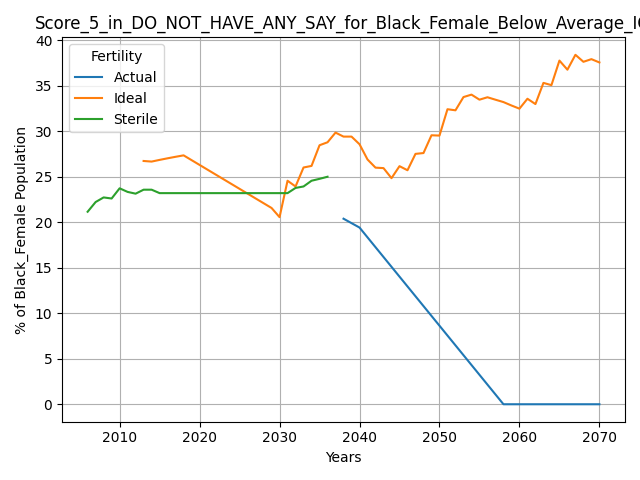 Score_5_in_DO_NOT_HAVE_ANY_SAY_for_Black_Female_Below_Average_IQ
Fertility
Actual
Ideal
Sterile
% of Black_Female Population
40
35
30
25
20
15
10
5
0
2010 2020 2030 2040 2050 2060 2070
Years